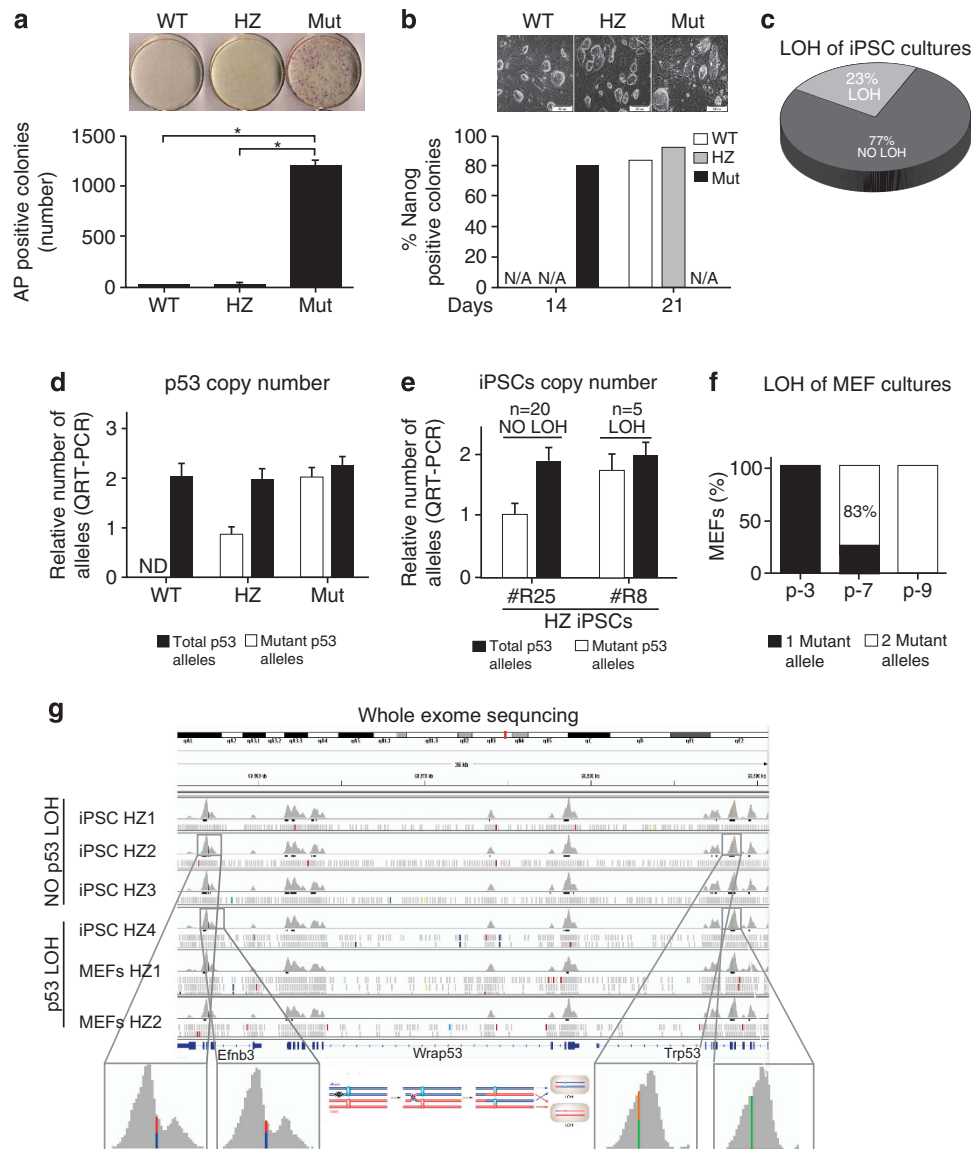 a
WT HZ Mut
AP positive colonies
(number)
1500
1000
500
0
* 
*
WT HZ Mut
b
WT HZ Mut
% Nanog
positive colonies
100
80
60
40
20
0
WT
HZ
Mut
N/A N/A N/A
Days 14 21
c
LOH of iPSC cultures
23%
LOH
77%
NO LOH
d
p53 copy number
Relative number of
alleles (QRT-PCR)
3
2
1
0
ND
WT HZ Mut
Total p53
alleles
Mutant p53
alleles
e
iPSCs copy number
Relative number of
alleles (QRT-PCR)
n=20
NO LOH
n=5
LOH
2
1
0
#R25 #R8
HZ iPSCs
Total p53
alleles
Mutant p53
alleles
f
LOH of MEF cultures
MEFs (%)
100
50
0
83%
p-3 p-7 p-9
1 Mutant
allele
2 Mutant
alleles
g
Whole exome sequncing
NO p53 LOH
iPSC HZ1
iPSC HZ2
iPSC HZ3
p53 LOH
iPSC HZ4
MEFs HZ1
MEFs HZ2
Efnb3 Wrap53 Trp53
LOH
LOH